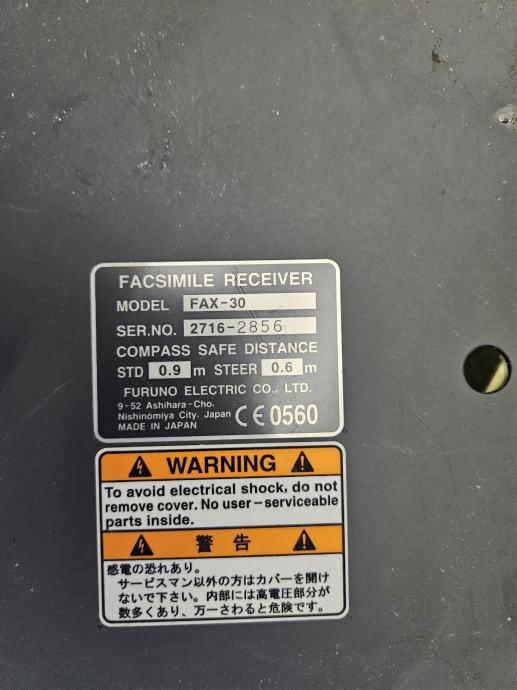 FACSIMILE RECEIVER
MODEL FAX-30
SER.NO. 2716-2856
COMPASS SAFE DISTANCE
STD 0.9 m STEER 0.6 m
FURUNO ELECTRIC CO., LTD.
9-52 Ashihara-Cho,
Nishinomiya City, Japan
MADE IN JAPAN
CE 0560
WARNING
To avoid electrical shock, do not
remove cover. No user-serviceable
parts inside.
警告
感電の恐れあり。
サービスマン以外の方はカバーを開け
ないで下さい。内部には高電圧部分が
数多くあり、万一さわると危険です。